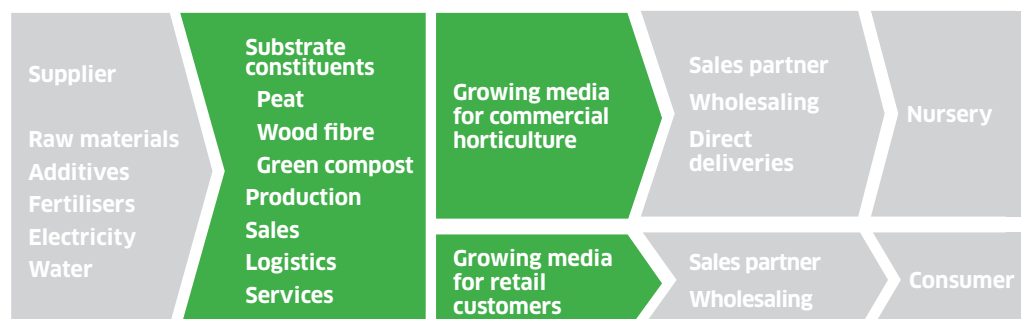 Supplier
Raw materials
Additives
Fertilisers
Electricity
Water
Substrate
constituents
Peat
Wood fibre
Green compost
Production
Sales
Logistics
Services
Growing media
for commercial
horticulture
Sales partner
Wholesaling
Direct
deliveries
Nursery
Growing media
for retail
customers
Sales partner
Wholesaling
Consumer